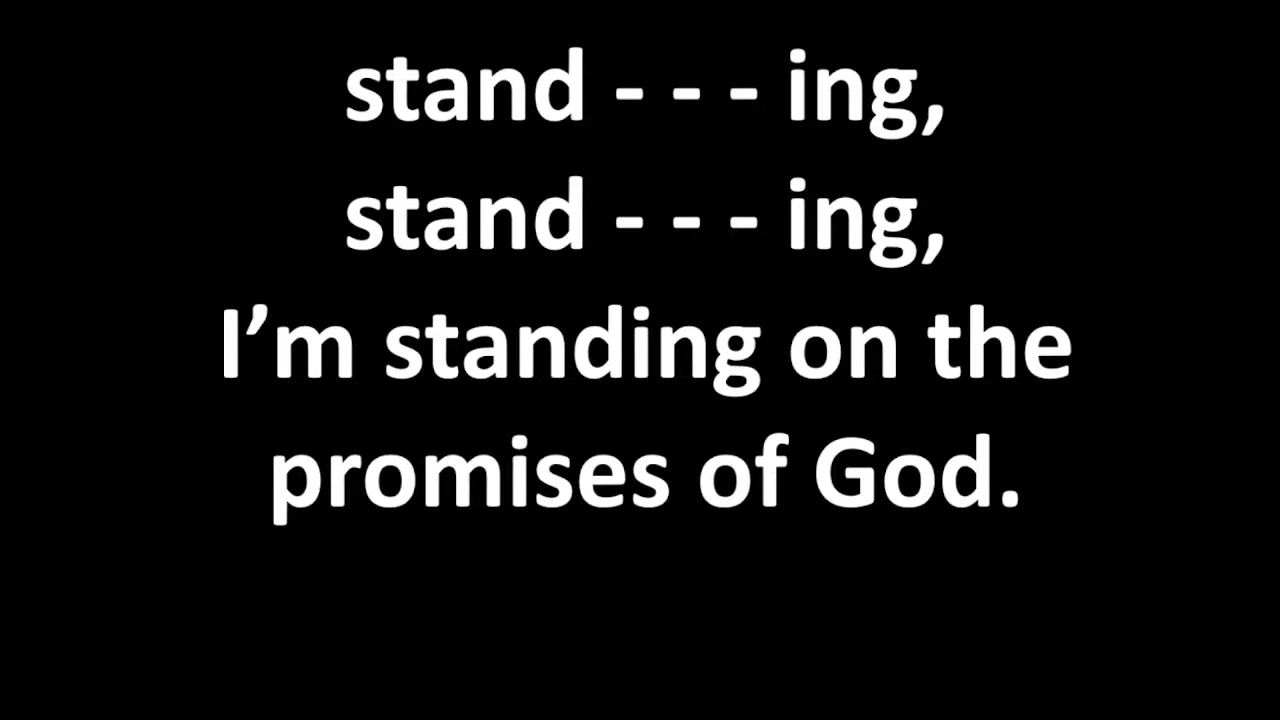 stand - - - ing,
stand - - - ing,
I’m standing on the
promises of God.